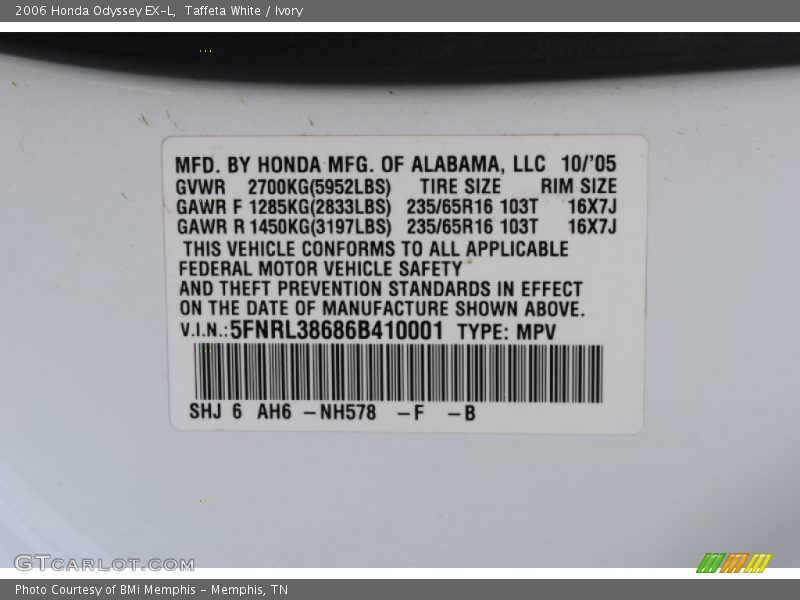 2006 Honda Odyssey EX-L, Taffeta White / Ivory
MFD. BY HONDA MFG. OF ALABAMA, LLC 10/'05
GVWR 2700KG(5952LBS) TIRE SIZE RIM SIZE
GAWR F 1285KG(2833LBS) 235/65R16 103T 16X7J
GAWR R 1450KG(3197LBS) 235/65R16 103T 16X7J
THIS VEHICLE CONFORMS TO ALL APPLICABLE
FEDERAL MOTOR VEHICLE SAFETY
AND THEFT PREVENTION STANDARDS IN EFFECT
ON THE DATE OF MANUFACTURE SHOWN ABOVE.
V.I.N.:5FNRL38686B410001 TYPE: MPV
SHJ 6 AH6 -NH578 -F -B
GTCARLOT.COM
Photo Courtesy of BMi Memphis - Memphis, TN